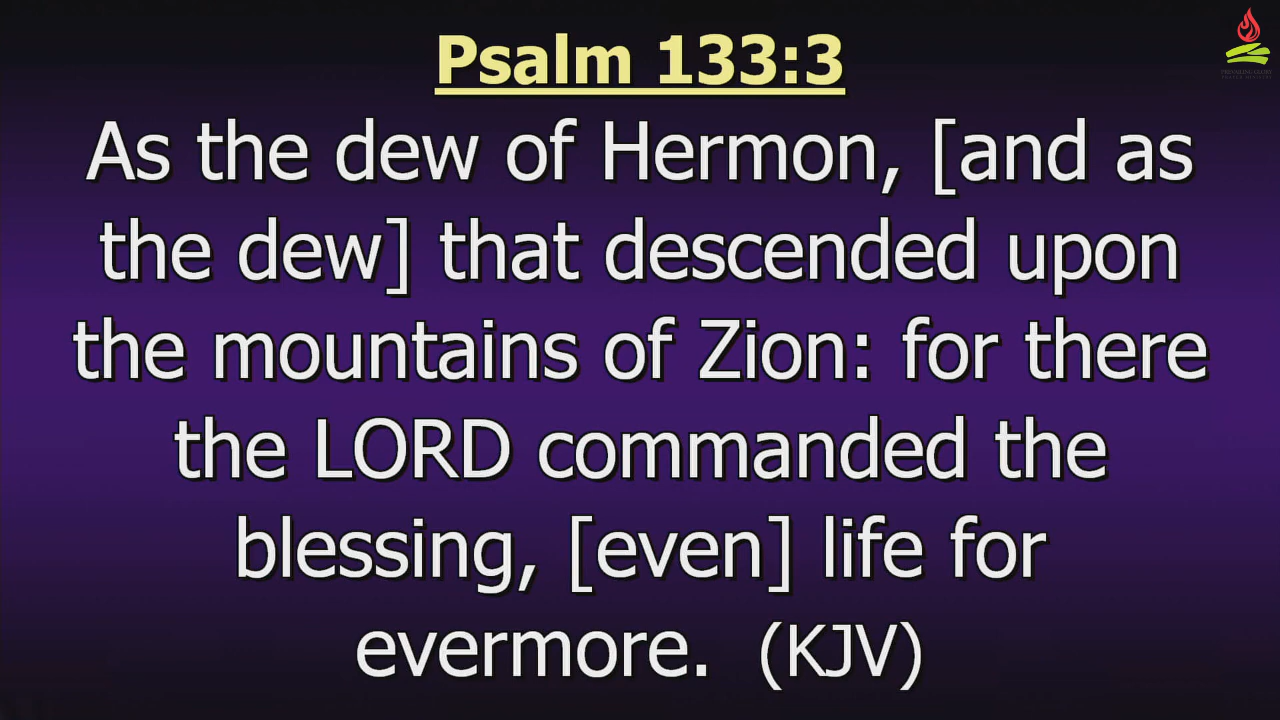 Psalm 133:3
As the dew of Hermon, [and as
the dew] that descended upon
the mountains of Zion: for there
the LORD commanded the
blessing, [even] life for
evermore. (KJV)